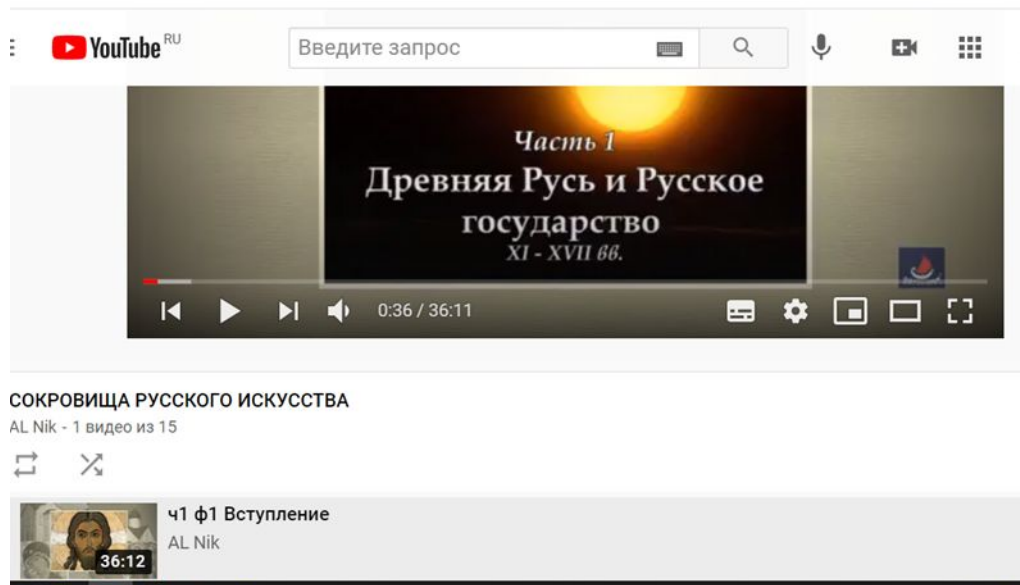 YouTube RU
Введите запрос
Часть 1
Древняя Русь и Русское
государство
XI - XVII вв.
0:36 / 36:11
СОКРОВИЩА РУССКОГО ИСКУССТВА
AL Nik - 1 видео из 15
ч1 ф1 Вступление
AL Nik
36:12